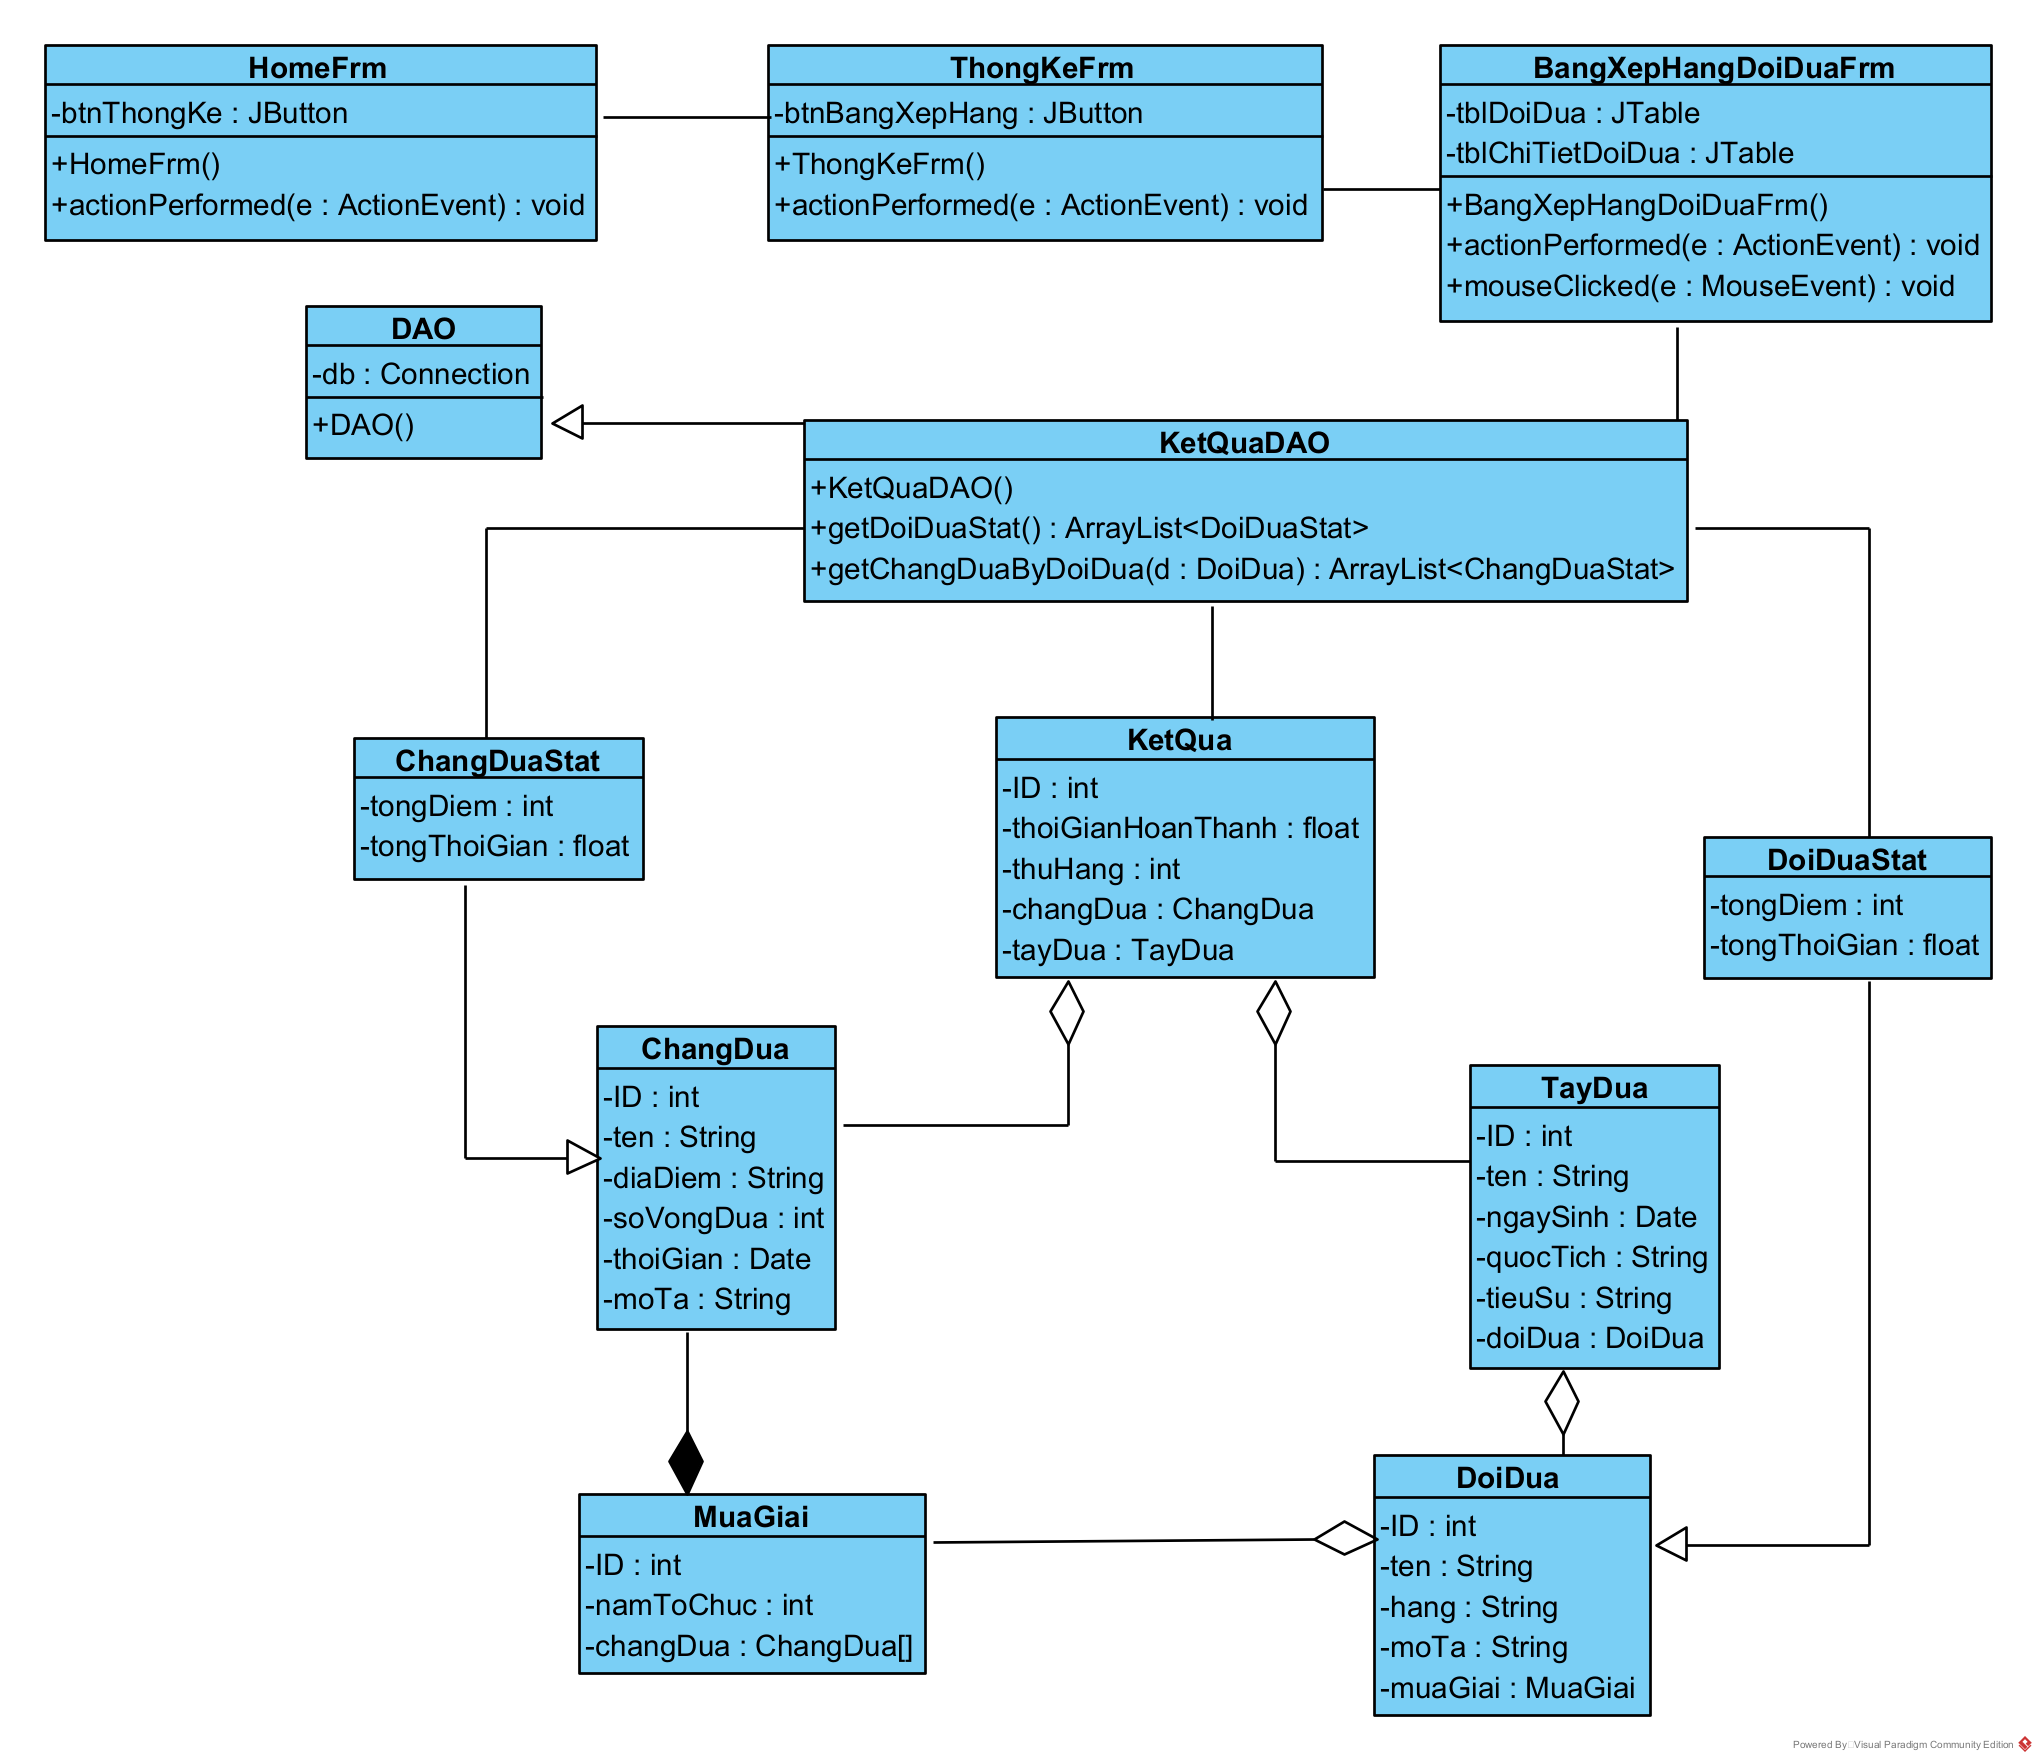 HomeFrm
-btnThongKe : JButton
+HomeFrm()
+actionPerformed(e : ActionEvent) : void
ThongKeFrm
-btnBangXepHang : JButton
+ThongKeFrm()
+actionPerformed(e : ActionEvent) : void
BangXepHangDoiDuaFrm
-tblDoiDua : JTable
-tblChiTietDoiDua : JTable
+BangXepHangDoiDuaFrm()
+actionPerformed(e : ActionEvent) : void
+mouseClicked(e : MouseEvent) : void
DAO
-db : Connection
+DAO()
KetQuaDAO
+KetQuaDAO()
+getDoiDuaStat() : ArrayList<DoiDuaStat>
+getChangDuaByDoiDua(d : DoiDua) : ArrayList<ChangDuaStat>
ChangDuaStat
-tongDiem : int
-tongThoiGian : float
KetQua
-ID : int
-thoiGianHoanThanh : float
-thuHang : int
-changDua : ChangDua
-tayDua : TayDua
DoiDuaStat
-tongDiem : int
-tongThoiGian : float
ChangDua
-ID : int
-ten : String
-diaDiem : String
-soVongDua : int
-thoiGian : Date
-moTa : String
TayDua
-ID : int
-ten : String
-ngaySinh : Date
-quocTich : String
-tieuSu : String
-doiDua : DoiDua
MuaGiai
-ID : int
-namToChuc : int
-changDua : ChangDua[]
DoiDua
-ID : int
-ten : String
-hang : String
-moTa : String
-muaGiai : MuaGiai
Powered By Visual Paradigm Community Edition